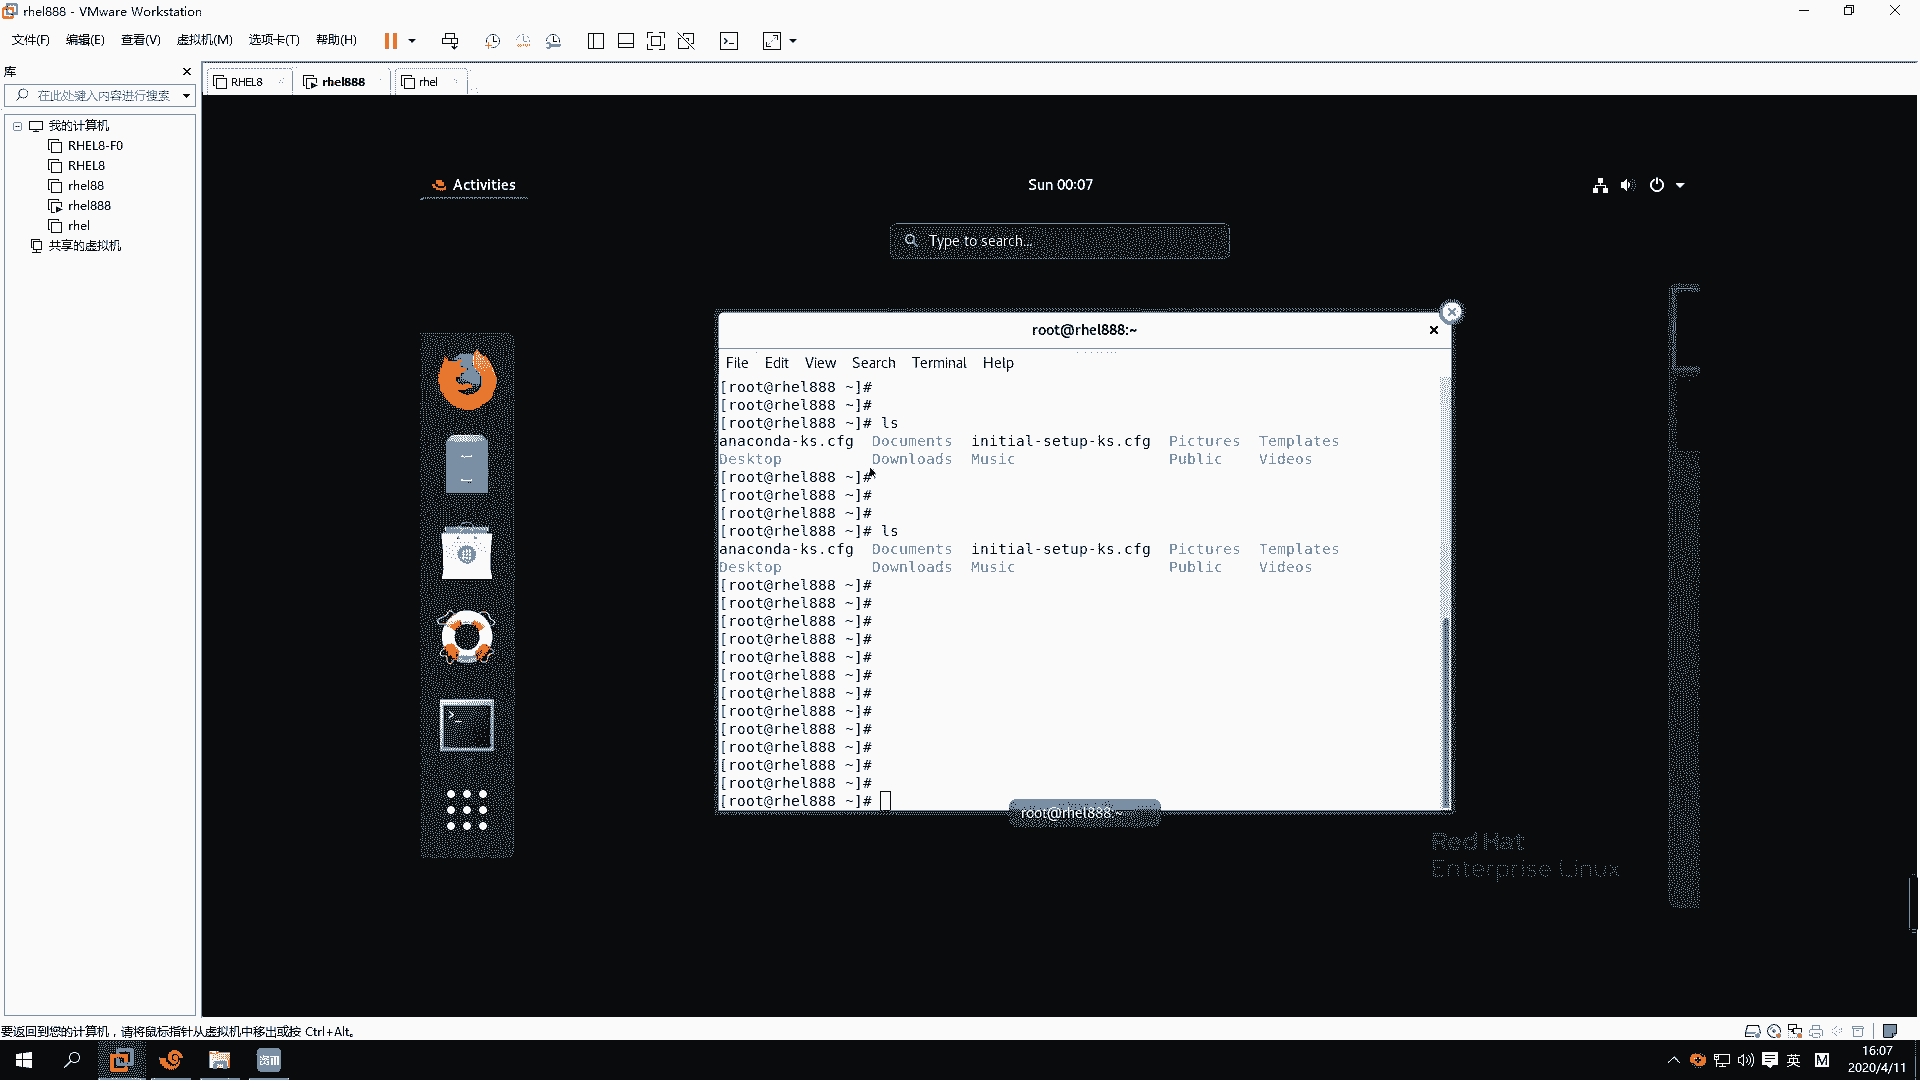 rhel888 - VMware Workstation
文件(F) 编辑(E) 查看(V) 虚拟机(M) 选项卡(T) 帮助(H)
库
在此处键入内容进行搜索
我的计算机
RHEL8-F0
RHEL8
rhel88
rhel888
rhel
共享的虚拟机
RHEL8 rhel888 rhel
Activities
Sun 00:07
Type to search...
root@rhel888:~
File Edit View Search Terminal Help
[root@rhel888 ~]#
[root@rhel888 ~]#
[root@rhel888 ~]# ls
anaconda-ks.cfg Documents initial-setup-ks.cfg Pictures Templates
Desktop Downloads Music Public Videos
[root@rhel888 ~]#
[root@rhel888 ~]#
[root@rhel888 ~]#
[root@rhel888 ~]# ls
anaconda-ks.cfg Documents initial-setup-ks.cfg Pictures Templates
Desktop Downloads Music Public Videos
[root@rhel888 ~]#
[root@rhel888 ~]#
[root@rhel888 ~]#
[root@rhel888 ~]#
[root@rhel888 ~]#
[root@rhel888 ~]#
[root@rhel888 ~]#
[root@rhel888 ~]#
[root@rhel888 ~]#
[root@rhel888 ~]#
[root@rhel888 ~]#
[root@rhel888 ~]#
[root@rhel888 ~]#
root@rhel888:~
Red Hat
Enterprise Linux
要返回到您的计算机，请将鼠标指针从虚拟机中移出或按 Ctrl+Alt。
资讯
英
M
16:07
2020/4/11